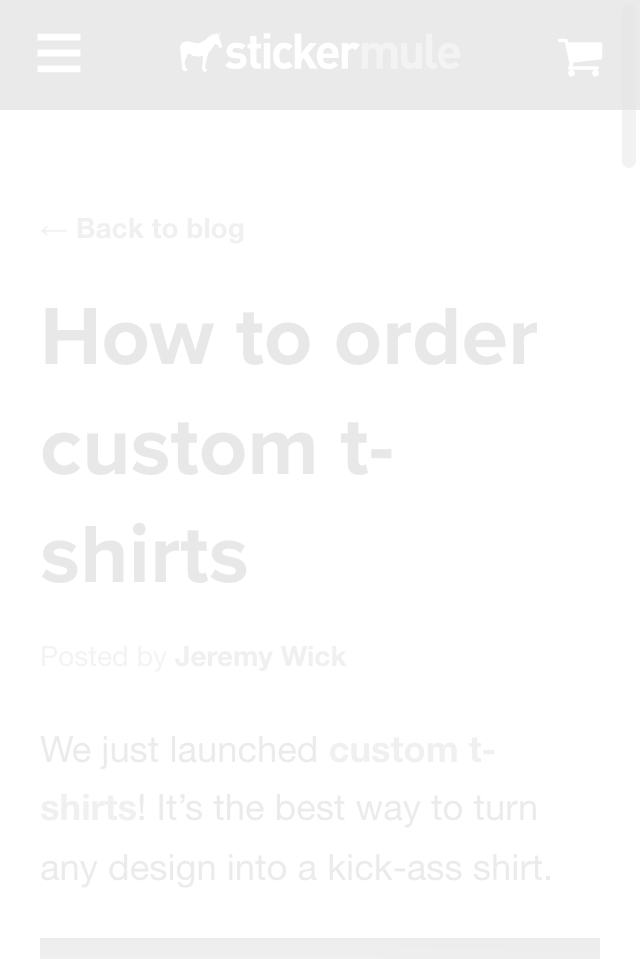 stickermule
← Back to blog
How to order
custom t-
shirts
Posted by Jeremy Wick
We just launched custom t-
shirts! It’s the best way to turn
any design into a kick-ass shirt.